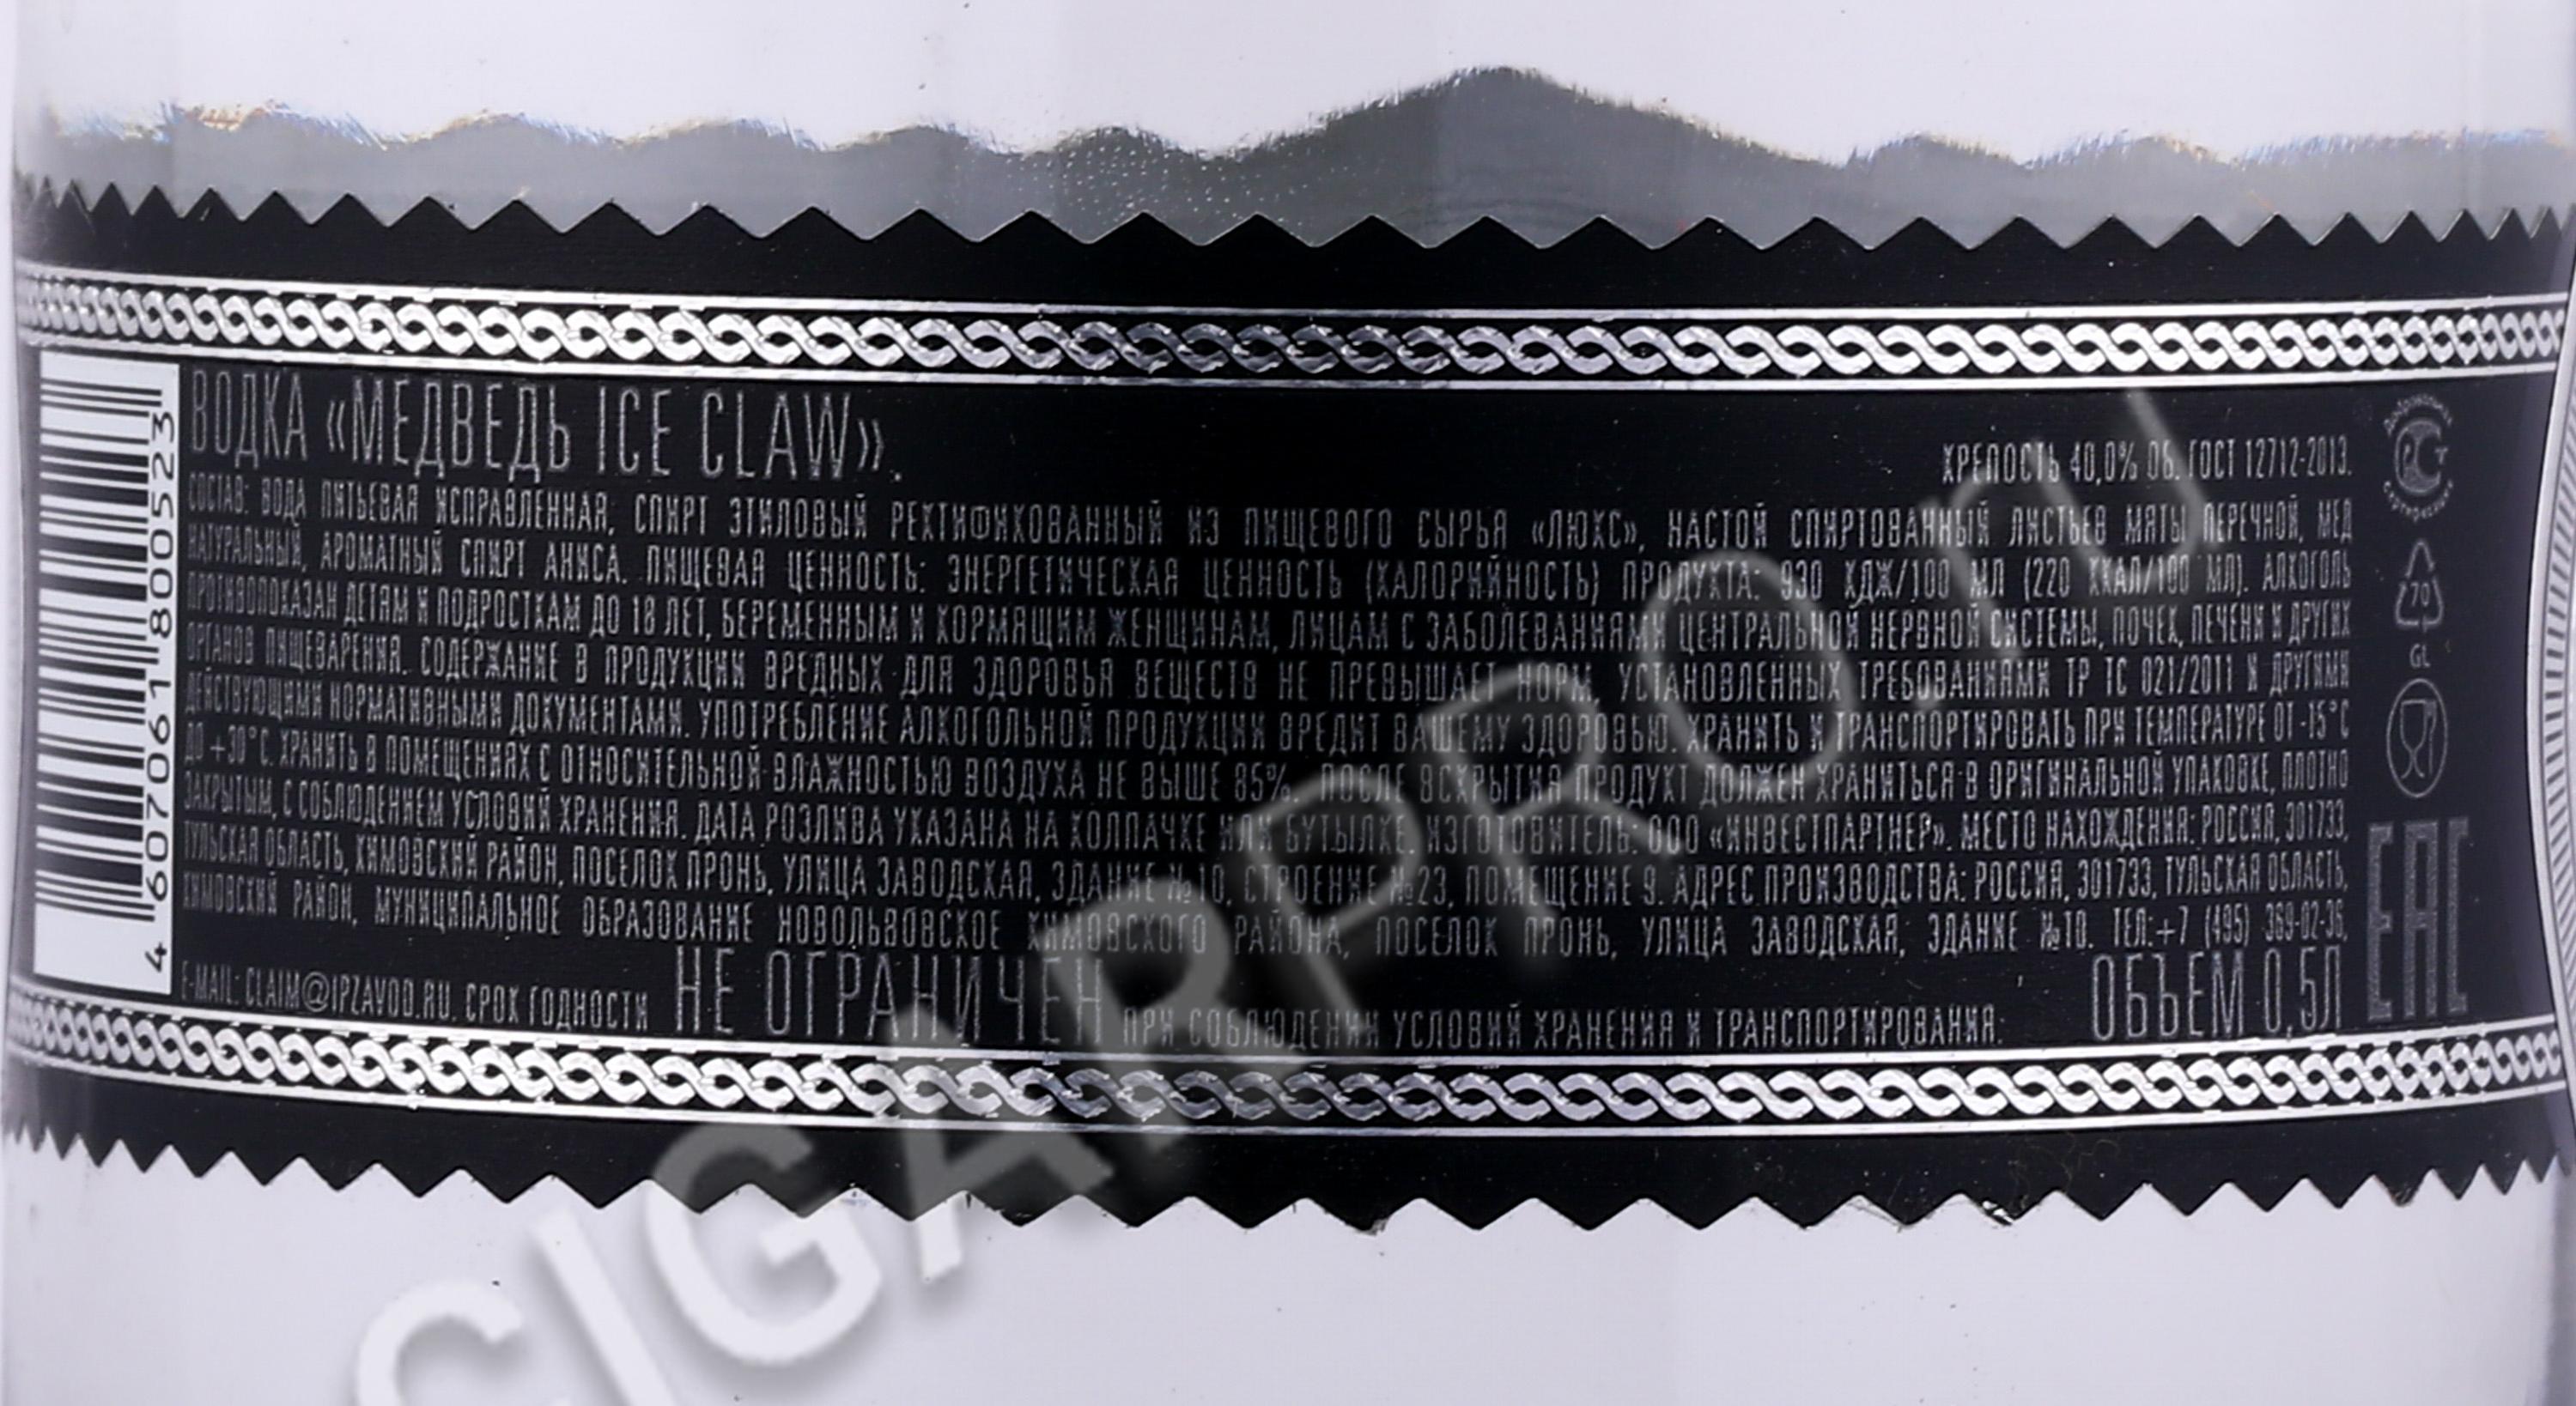 ВОДКА «МЕДВЕДЬ ICE CLAW».
КРЕПОСТЬ 40,0% ОБ. ГОСТ 12712-2013.
СОСТАВ: ВОДА ПИТЬЕВАЯ ИСПРАВЛЕННАЯ, СПИРТ ЭТИЛОВЫЙ РЕКТИФИКОВАННЫЙ ИЗ ПИЩЕВОГО СЫРЬЯ «ЛЮКС», НАСТОЙ СПИРТОВАННЫЙ ЛИСТЬЕВ МЯТЫ ПЕРЕЧНОЙ, МЕД
НАТУРАЛЬНЫЙ, АРОМАТНЫЙ СПИРТ АНИСА. ПИЩЕВАЯ ЦЕННОСТЬ: ЭНЕРГЕТИЧЕСКАЯ ЦЕННОСТЬ (КАЛОРИЙНОСТЬ) ПРОДУКТА: 930 КДЖ/100 МЛ (220 ККАЛ/100 МЛ). АЛКОГОЛЬ
ПРОТИВОПОКАЗАН ДЕТЯМ И ПОДРОСТКАМ ДО 18 ЛЕТ, БЕРЕМЕННЫМ И КОРМЯЩИМ ЖЕНЩИНАМ, ЛИЦАМ С ЗАБОЛЕВАНИЯМИ ЦЕНТРАЛЬНОЙ НЕРВНОЙ СИСТЕМЫ, ПОЧЕК, ПЕЧЕНИ И ДРУГИХ
ОРГАНОВ ПИЩЕВАРЕНИЯ. СОДЕРЖАНИЕ В ПРОДУКЦИИ ВРЕДНЫХ ДЛЯ ЗДОРОВЬЯ ВЕЩЕСТВ НЕ ПРЕВЫШАЕТ НОРМ, УСТАНОВЛЕННЫХ ТРЕБОВАНИЯМИ ТР ТС 021/2011 И ДРУГИМИ
ДЕЙСТВУЮЩИМИ НОРМАТИВНЫМИ ДОКУМЕНТАМИ. УПОТРЕБЛЕНИЕ АЛКОГОЛЬНОЙ ПРОДУКЦИИ ВРЕДИТ ВАШЕМУ ЗДОРОВЬЮ. ХРАНИТЬ И ТРАНСПОРТИРОВАТЬ ПРИ ТЕМПЕРАТУРЕ ОТ -15°С
ДО +30°С. ХРАНИТЬ В ПОМЕЩЕНИЯХ С ОТНОСИТЕЛЬНОЙ ВЛАЖНОСТЬЮ ВОЗДУХА НЕ ВЫШЕ 85%. ПОСЛЕ ВСКРЫТИЯ ПРОДУКТ ДОЛЖЕН ХРАНИТЬСЯ В ОРИГИНАЛЬНОЙ УПАКОВКЕ, ПЛОТНО
ЗАКРЫТЫМ, С СОБЛЮДЕНИЕМ УСЛОВИЙ ХРАНЕНИЯ. ДАТА РОЗЛИВА УКАЗАНА НА КОЛПАЧКЕ ИЛИ БУТЫЛКЕ. ИЗГОТОВИТЕЛЬ: ООО «ИНВЕСТПАРТНЕР». МЕСТО НАХОЖДЕНИЯ: РОССИЯ, 301733,
ТУЛЬСКАЯ ОБЛАСТЬ, КИМОВСКИЙ РАЙОН, ПОСЕЛОК ПРОНЬ, УЛИЦА ЗАВОДСКАЯ, ЗДАНИЕ №10, СТРОЕНИЕ №23, ПОМЕЩЕНИЕ 9. АДРЕС ПРОИЗВОДСТВА: РОССИЯ, 301733, ТУЛЬСКАЯ ОБЛАСТЬ,
КИМОВСКИЙ РАЙОН, МУНИЦИПАЛЬНОЕ ОБРАЗОВАНИЕ НОВОЛЬВОВСКОЕ КИМОВСКОГО РАЙОНА, ПОСЕЛОК ПРОНЬ, УЛИЦА ЗАВОДСКАЯ, ЗДАНИЕ №10. ТЕЛ:+7 (495) 369-02-36,
E-MAIL: CLAIM@IPZAVOD.RU. СРОК ГОДНОСТИ НЕ ОГРАНИЧЕН ПРИ СОБЛЮДЕНИИ УСЛОВИЙ ХРАНЕНИЯ И ТРАНСПОРТИРОВАНИЯ. ОБЪЕМ 0,5Л
4 607061 800523
70
GL
EAC
CIGARPRO.ru